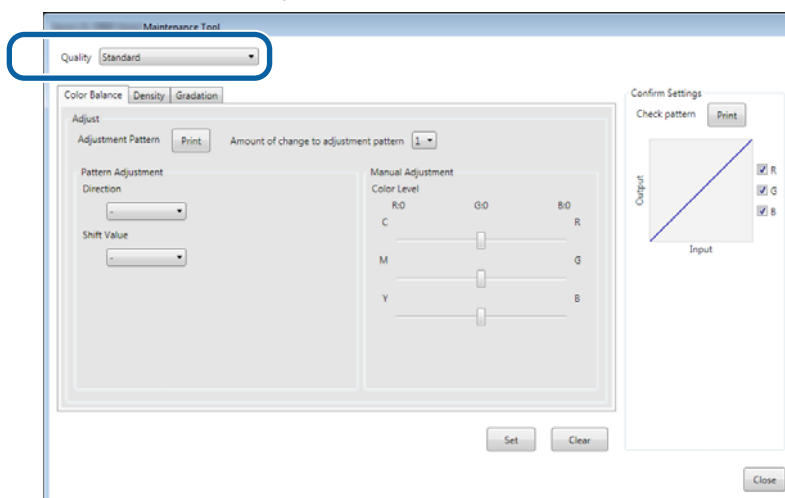 Maintenance Tool
Quality Standard
Color Balance Density Gradation
Adjust
Adjustment Pattern Print Amount of change to adjustment pattern 1
Pattern Adjustment
Direction
-
Shift Value
-
Manual Adjustment
Color Level
R:0 G:0 B:0
C R
M G
Y B
Set Clear
Confirm Settings
Check pattern Print
Output
Input
R
G
B
Close